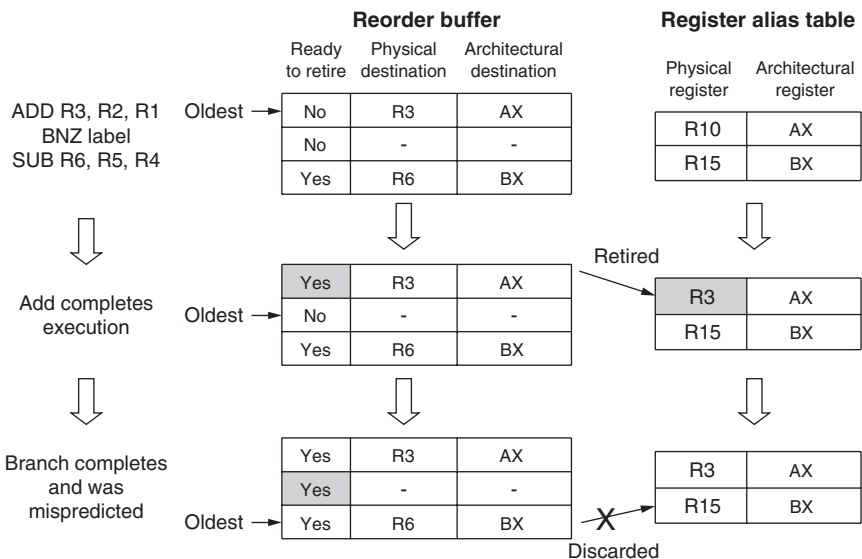 Reorder buffer
Register alias table
Ready to retire
Physical destination
Architectural destination
Physical register
Architectural register
ADD R3, R2, R1
BNZ label
SUB R6, R5, R4
Oldest
No R3 AX
No - -
Yes R6 BX
R10 AX
R15 BX
Retired
Add completes
execution
Oldest
Yes R3 AX
No - -
Yes R6 BX
R3 AX
R15 BX
Branch completes
and was
mispredicted
Oldest
Yes R3 AX
Yes - -
Yes R6 BX
X
Discarded
R3 AX
R15 BX